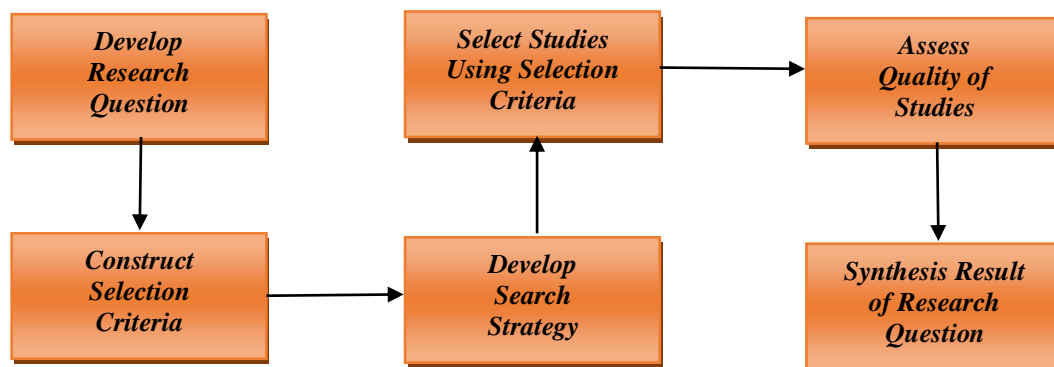 Develop
Research
Question
Construct
Selection
Criteria
Develop
Search
Strategy
Select Studies
Using Selection
Criteria
Assess
Quality of
Studies
Synthesis Result
of Research
Question